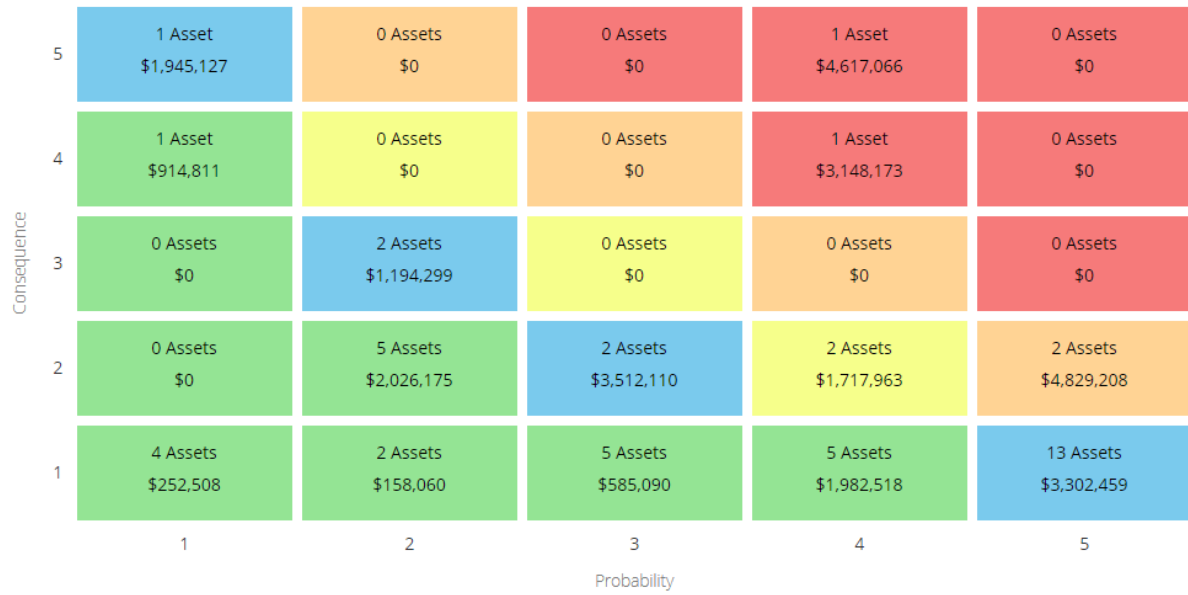 1 Asset
$1,945,127
0 Assets
$0
0 Assets
$0
1 Asset
$4,617,066
0 Assets
$0
5
1 Asset
$914,811
0 Assets
$0
0 Assets
$0
1 Asset
$3,148,173
0 Assets
$0
4
0 Assets
$0
2 Assets
$1,194,299
0 Assets
$0
0 Assets
$0
0 Assets
$0
3
Consequence
0 Assets
$0
5 Assets
$2,026,175
2 Assets
$3,512,110
2 Assets
$1,717,963
2 Assets
$4,829,208
2
4 Assets
$252,508
2 Assets
$158,060
5 Assets
$585,090
5 Assets
$1,982,518
13 Assets
$3,302,459
1
1 2 3 4 5
Probability